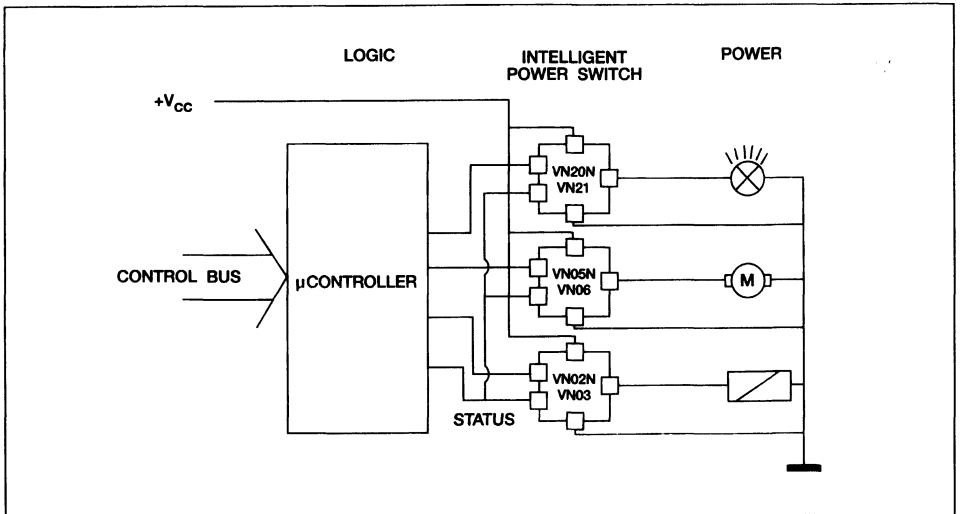 LOGIC
INTELLIGENT
POWER SWITCH
POWER
+VCC
VN20N
VN21
CONTROL BUS
µCONTROLLER
VN05N
VN06
M
VN02N
VN03
STATUS